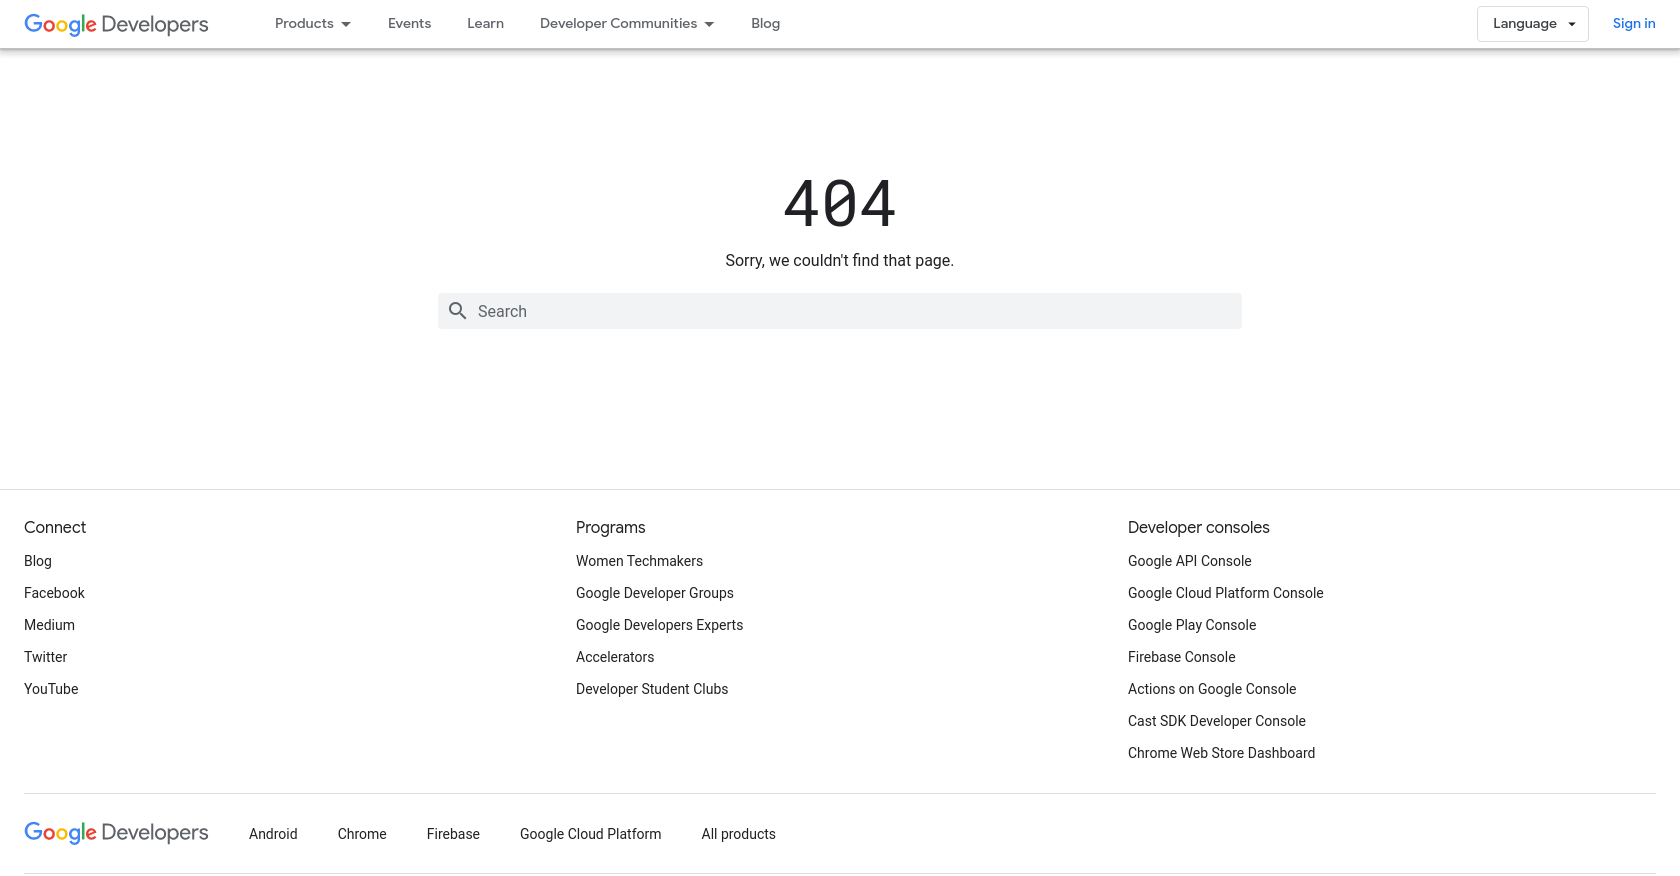 Google Developers Products Events Learn Developer Communities Blog Language Sign in
404
Sorry, we couldn't find that page.
Search
Connect
Blog
Facebook
Medium
Twitter
YouTube
Programs
Women Techmakers
Google Developer Groups
Google Developers Experts
Accelerators
Developer Student Clubs
Developer consoles
Google API Console
Google Cloud Platform Console
Google Play Console
Firebase Console
Actions on Google Console
Cast SDK Developer Console
Chrome Web Store Dashboard
Google Developers Android Chrome Firebase Google Cloud Platform All products